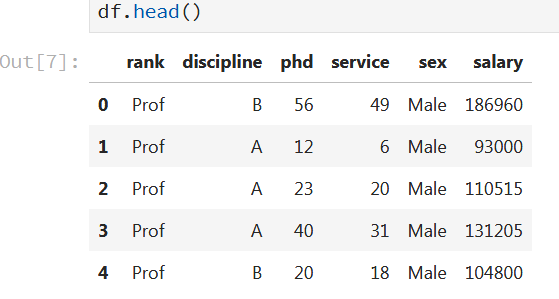 df.head()
Out[7]:
rank discipline phd service sex salary
0 Prof B 56 49 Male 186960
1 Prof A 12 6 Male 93000
2 Prof A 23 20 Male 110515
3 Prof A 40 31 Male 131205
4 Prof B 20 18 Male 104800